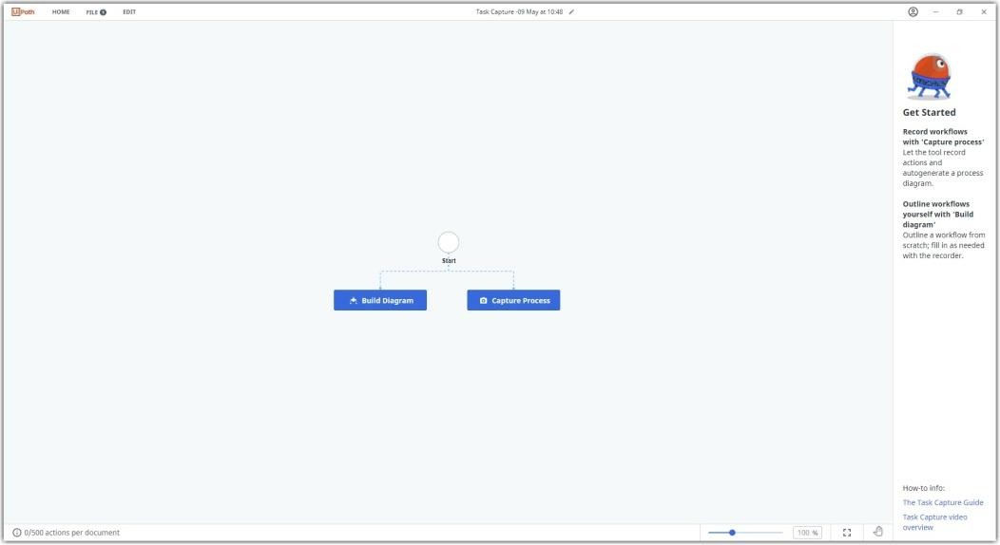 UiPath HOME FILE EDIT Task Capture -09 May at 10:48
Get Started
Record workflows
with 'Capture process'
Let the tool record
actions and
autogenerate a process
diagram.
Outline workflows
yourself with 'Build
diagram'
Outline a workflow from
scratch; fill in as needed
with the recorder.
Start
Build Diagram Capture Process
How-to info:
The Task Capture Guide
Task Capture video
overview
0/500 actions per document 100 %